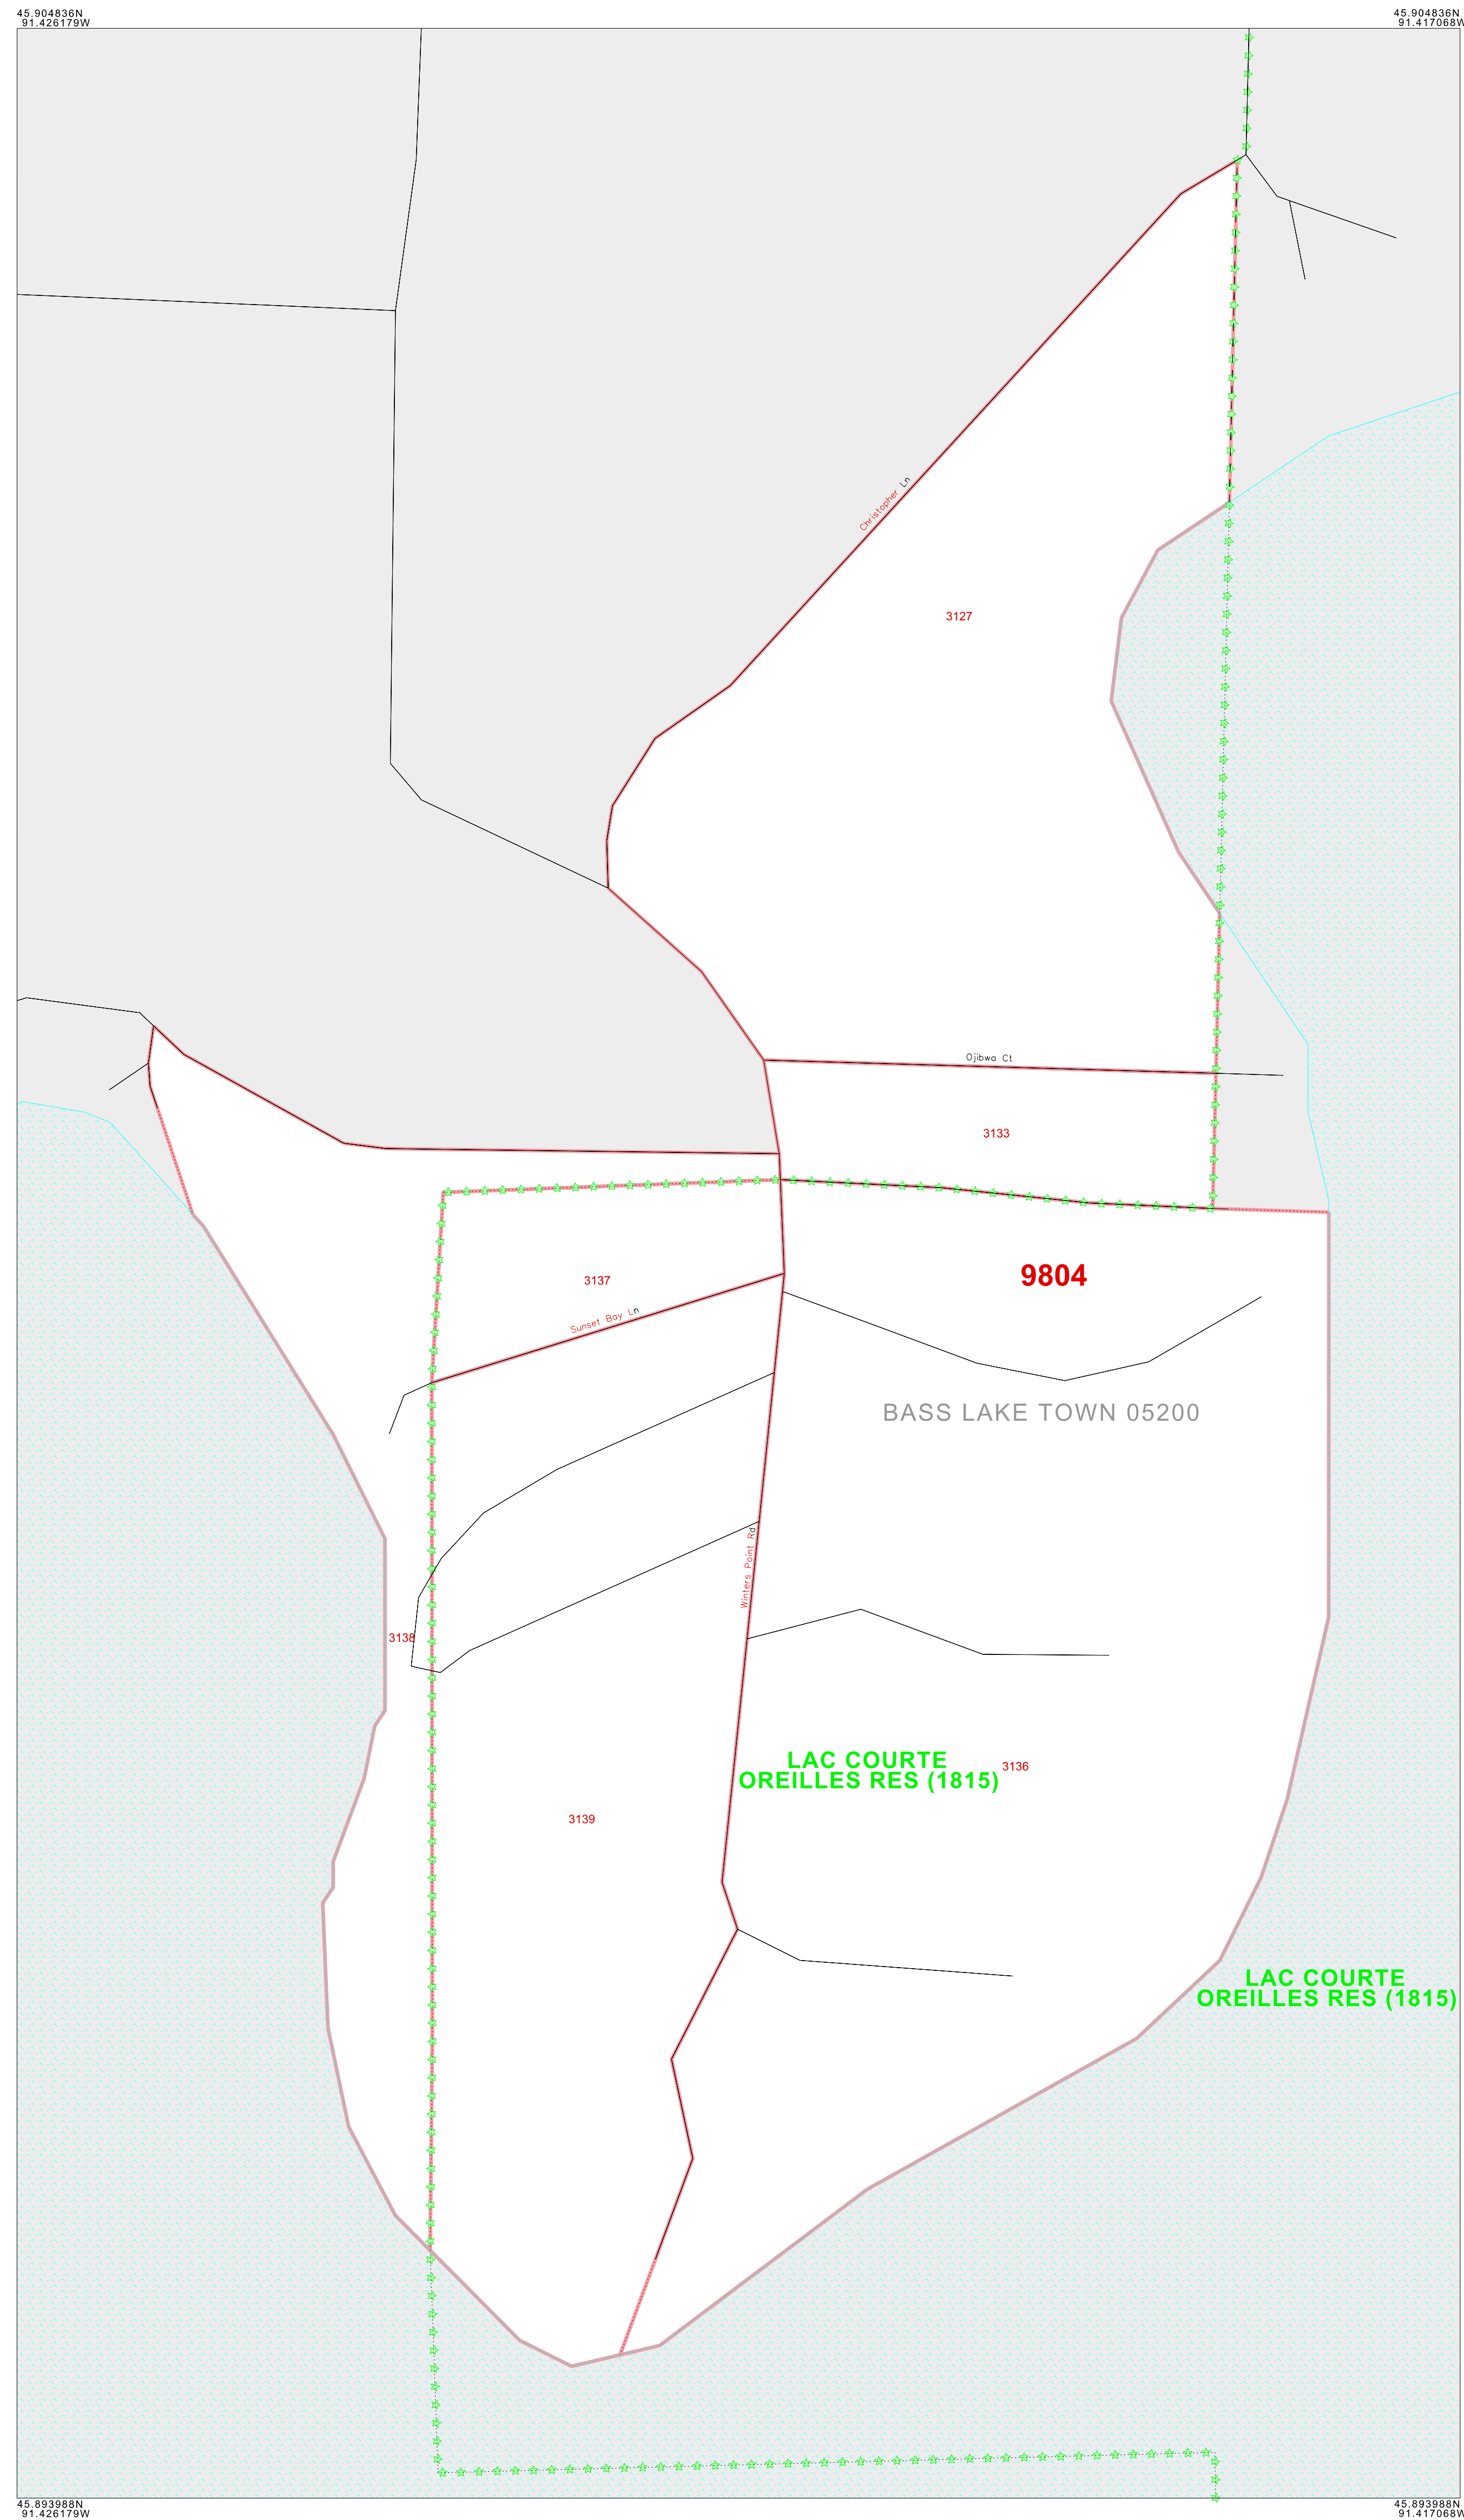 45.904836N
91.426179W
45.904836N
91.417068W
Christopher Ln
3127
Ojibwa Ct
3133
9804
3137
Sunset Bay Ln
BASS LAKE TOWN 05200
Winters Point Rd
3138
LAC COURTE
OREILLES RES (1815)
3136
3139
LAC COURTE
OREILLES RES (1815)
45.893988N
91.426179W
45.893988N
91.417068W